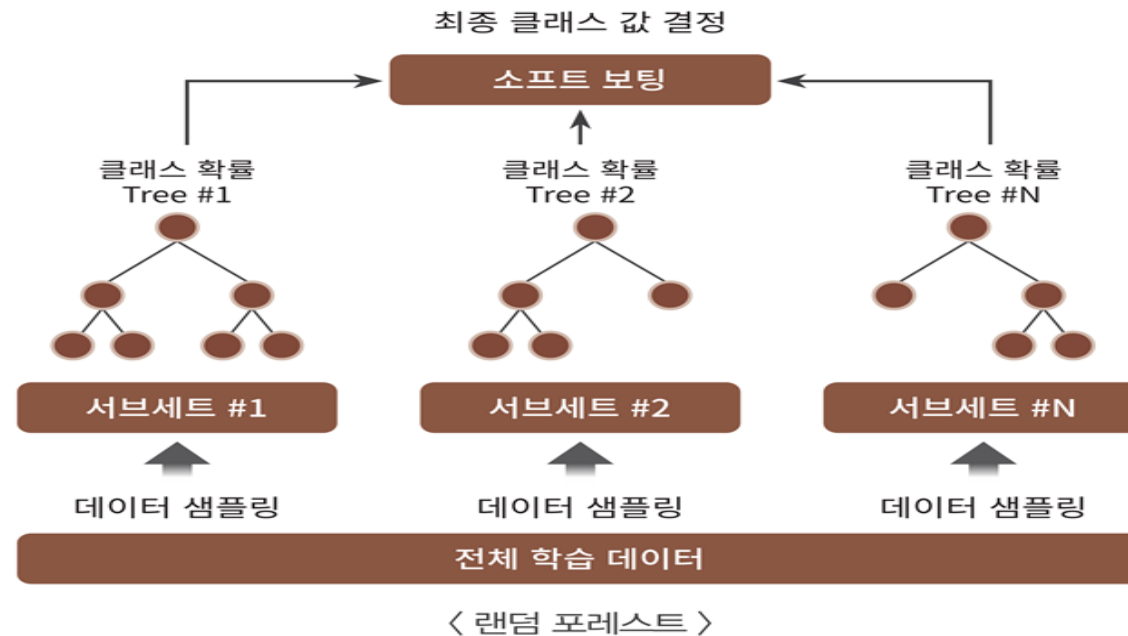 최종 클래스 값 결정
소프트 보팅
클래스 확률
Tree #1
클래스 확률
Tree #2
클래스 확률
Tree #N
서브세트 #1
서브세트 #2
서브세트 #N
데이터 샘플링
데이터 샘플링
데이터 샘플링
전체 학습 데이터
〈 랜덤 포레스트 〉